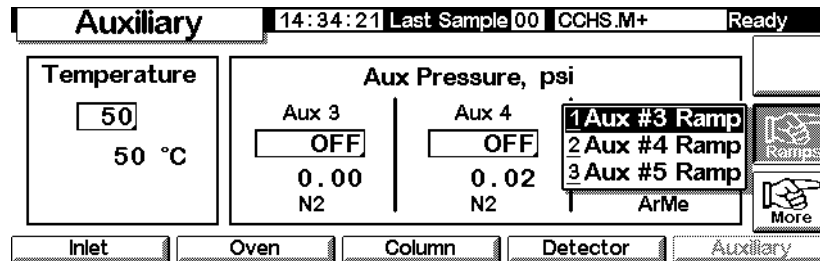 Auxiliary 14:34:21 Last Sample 00 CCHS.M+ Ready
Temperature
50
50 °C
Aux Pressure, psi
Aux 3
OFF
0.00
N2
Aux 4
OFF
0.02
N2
1 Aux #3 Ramp
2 Aux #4 Ramp
3 Aux #5 Ramp
ArMe
Ramps
More
Inlet Oven Column Detector Auxiliary